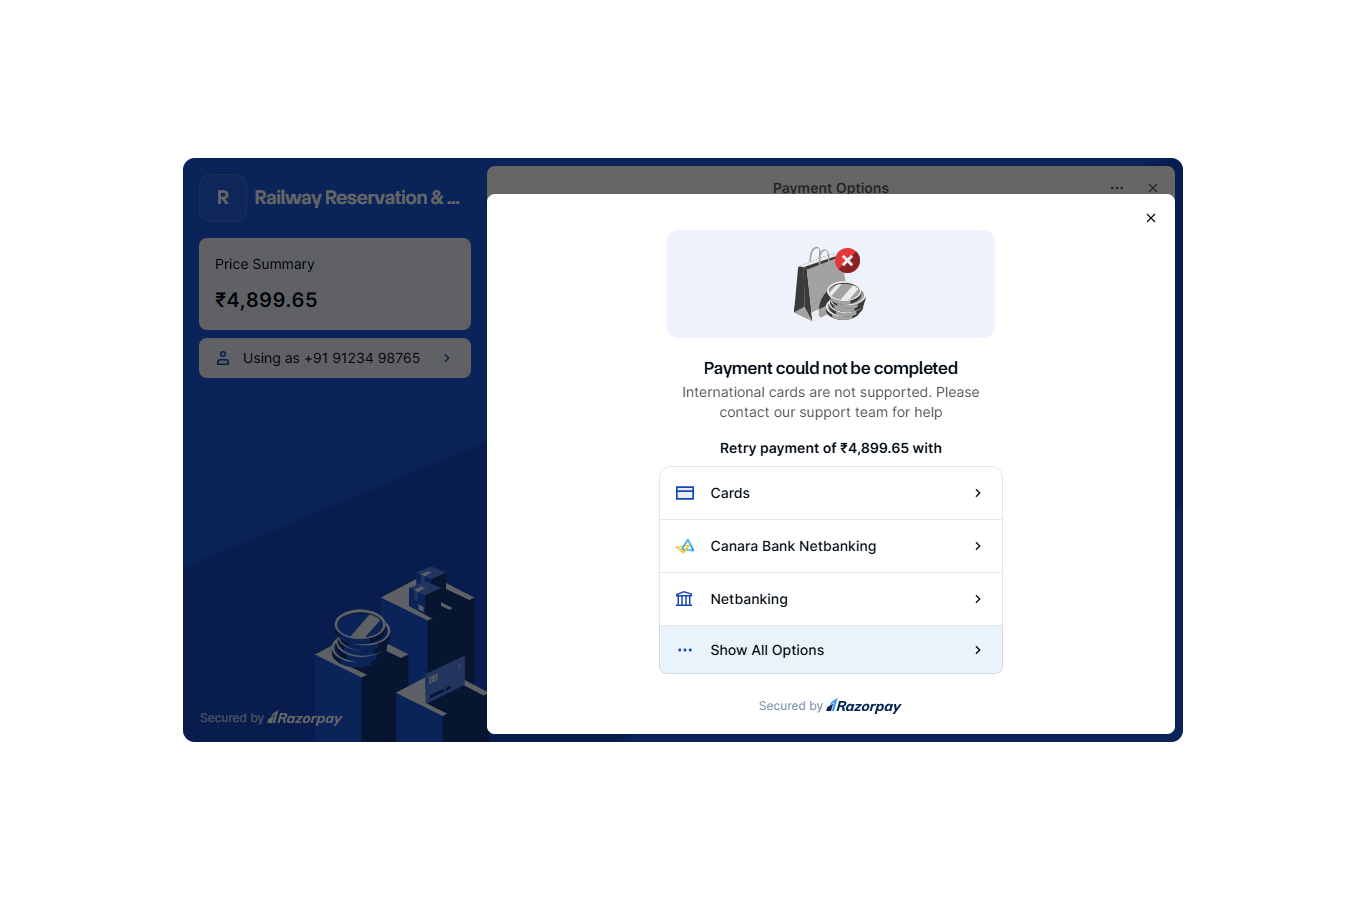 R
Railway Reservation & ...
Price Summary
₹4,899.65
Using as +91 91234 98765
Secured by Razorpay
Payment Options
Payment could not be completed
International cards are not supported. Please
contact our support team for help
Retry payment of ₹4,899.65 with
Cards
Canara Bank Netbanking
Netbanking
Show All Options
Secured by Razorpay